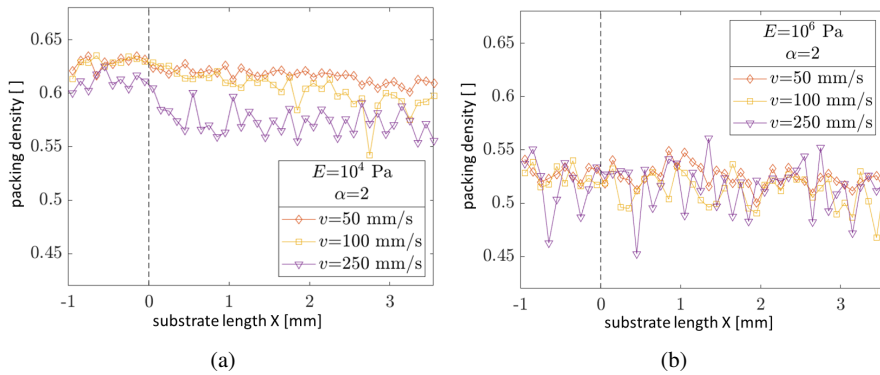 0.65
0.6
0.55
0.5
0.45
packing density [ ]
E=10⁴ Pa
α=2
v=50 mm/s
v=100 mm/s
v=250 mm/s
-1
0
1
2
3
substrate length X [mm]
(a)
0.65
0.6
0.55
0.5
0.45
packing density [ ]
E=10⁶ Pa
α=2
v=50 mm/s
v=100 mm/s
v=250 mm/s
-1
0
1
2
3
substrate length X [mm]
(b)